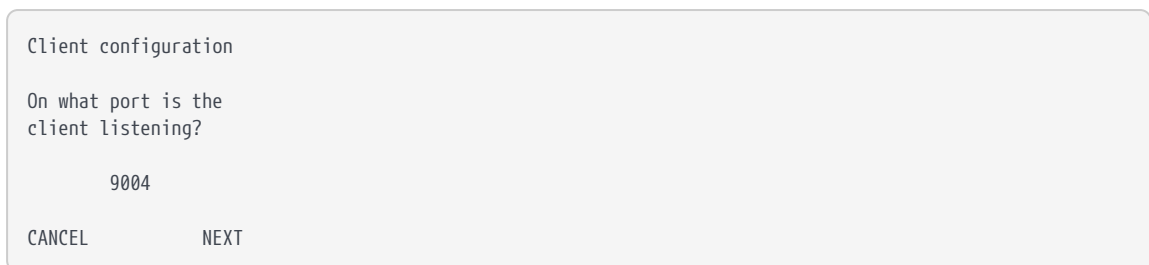 Client configuration
On what port is the
client listening?
9004
CANCEL NEXT